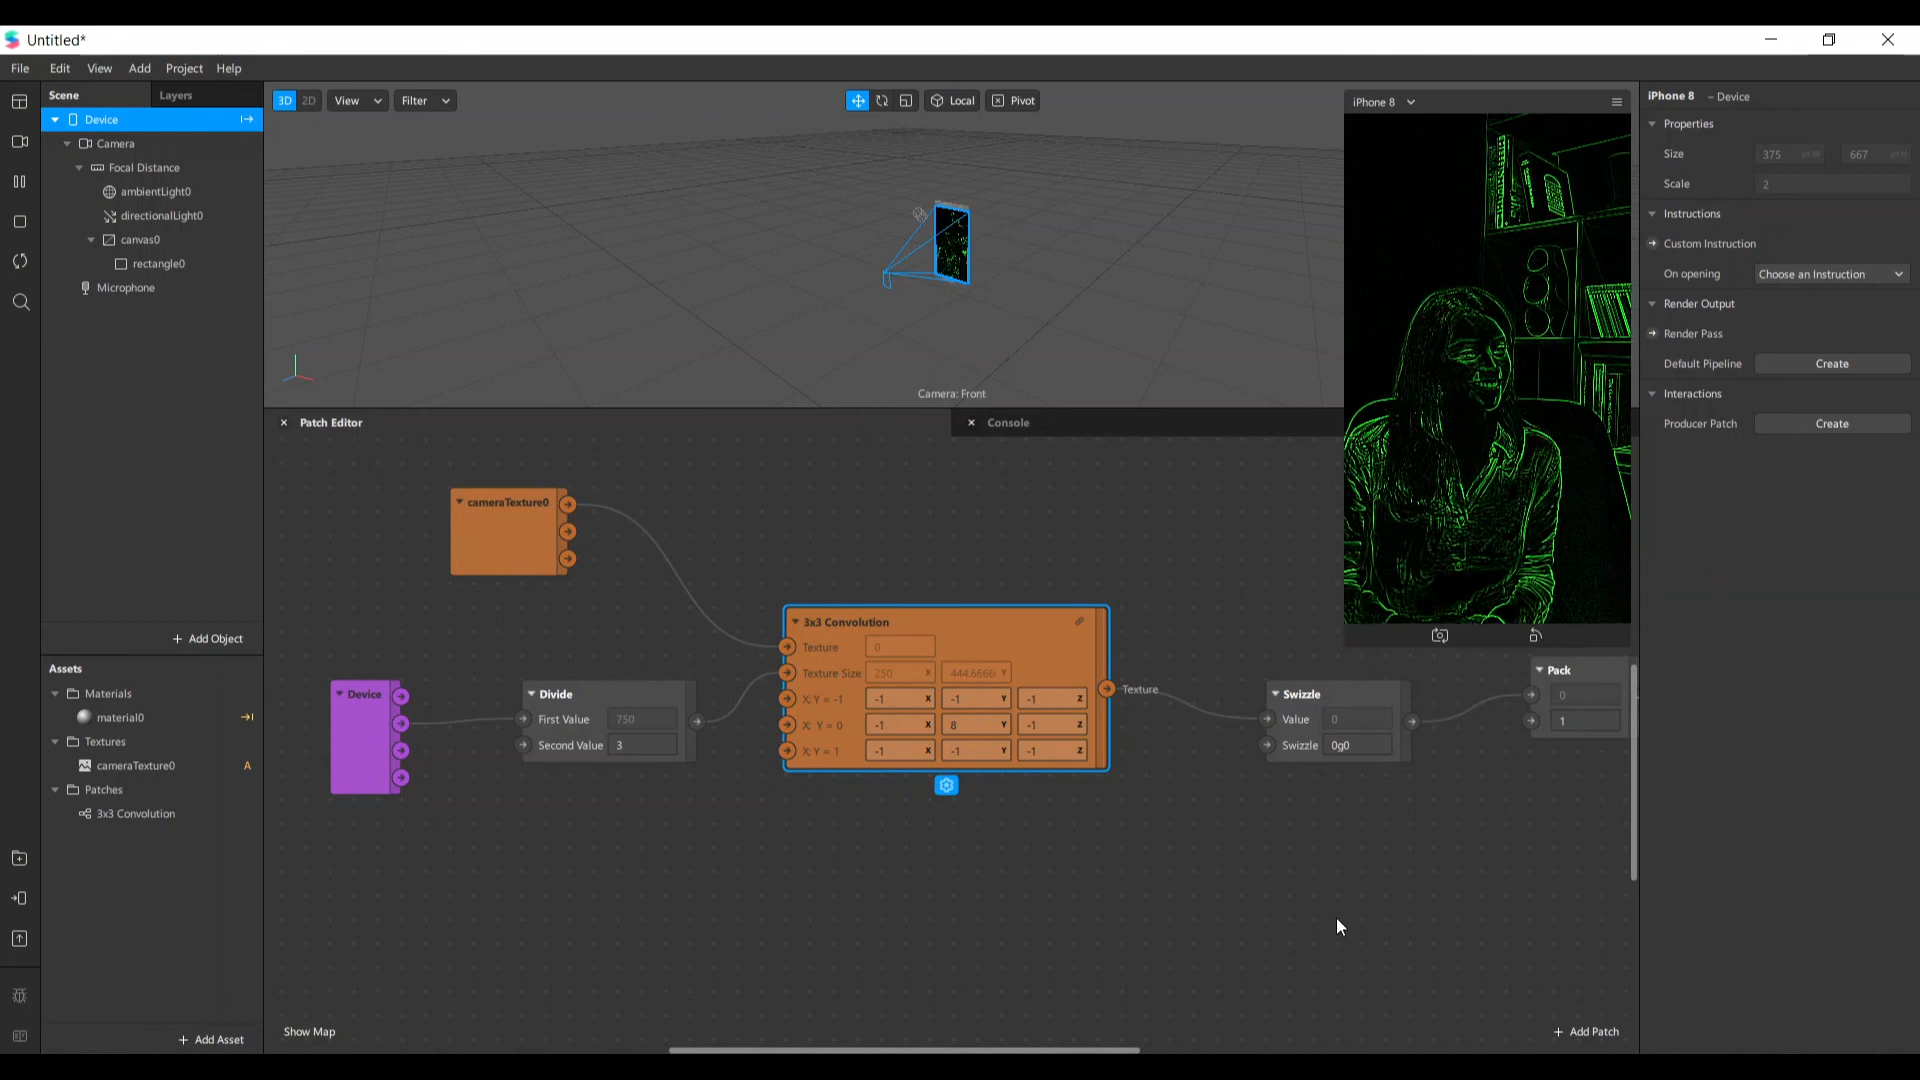 Untitled*
File Edit View Add Project Help
Scene Layers
Device
Camera
Focal Distance
ambientLight0
directionalLight0
canvas0
rectangle0
Microphone
+ Add Object
Assets
Materials
material0
Textures
cameraTexture0 A
Patches
3x3 Convolution
+ Add Asset
3D 2D View Filter Local Pivot
Camera: Front
Patch Editor
Console
cameraTexture0
Device
Divide
First Value 750
Second Value 3
3x3 Convolution
Texture 0
Texture Size 250 X 444.6666 Y
X; Y = -1 -1 X -1 Y -1 Z
X; Y = 0 -1 X 8 Y -1 Z
X; Y = 1 -1 X -1 Y -1 Z
Texture
Swizzle
Value 0
Swizzle 0g0
Pack
0
1
Show Map
+ Add Patch
iPhone 8
iPhone 8 – Device
Properties
Size 375 667
Scale 2
Instructions
Custom Instruction
On opening Choose an Instruction
Render Output
Render Pass
Default Pipeline Create
Interactions
Producer Patch Create